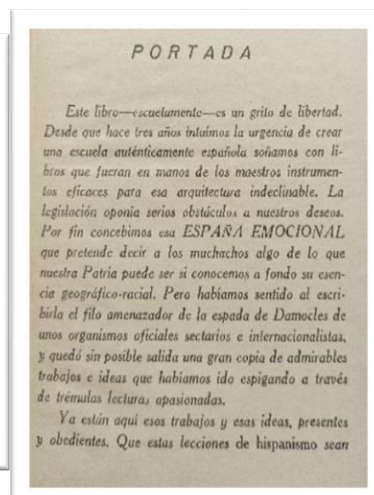 PORTADA
Este libro—escuetamente—es un grito de libertad.
Desde que hace tres años intuímos la urgencia de crear
una escuela auténticamente española soñamos con li-
bros que fueran en manos de los maestros instrumen-
tos eficaces para esa arquitectura indeclinable. La
legislación oponía serios obstáculos a nuestros deseos.
Por fin concebimos esa ESPAÑA EMOCIONAL
que pretende decir a los muchachos algo de lo que
nuestra Patria puede ser si conocemos a fondo su esen-
cia geográfico-racial. Pero habíamos sentido al escri-
birla el filo amenazador de la espada de Damocles de
unos organismos oficiales sectarios e internacionalistas,
y quedó sin posible salida una gran copia de admirables
trabajos e ideas que habíamos ido espigando a través
de trémulas lecturas apasionadas.
Ya están aquí esos trabajos y esas ideas, presentes
y obedientes. Que estas lecciones de hispanismo sean